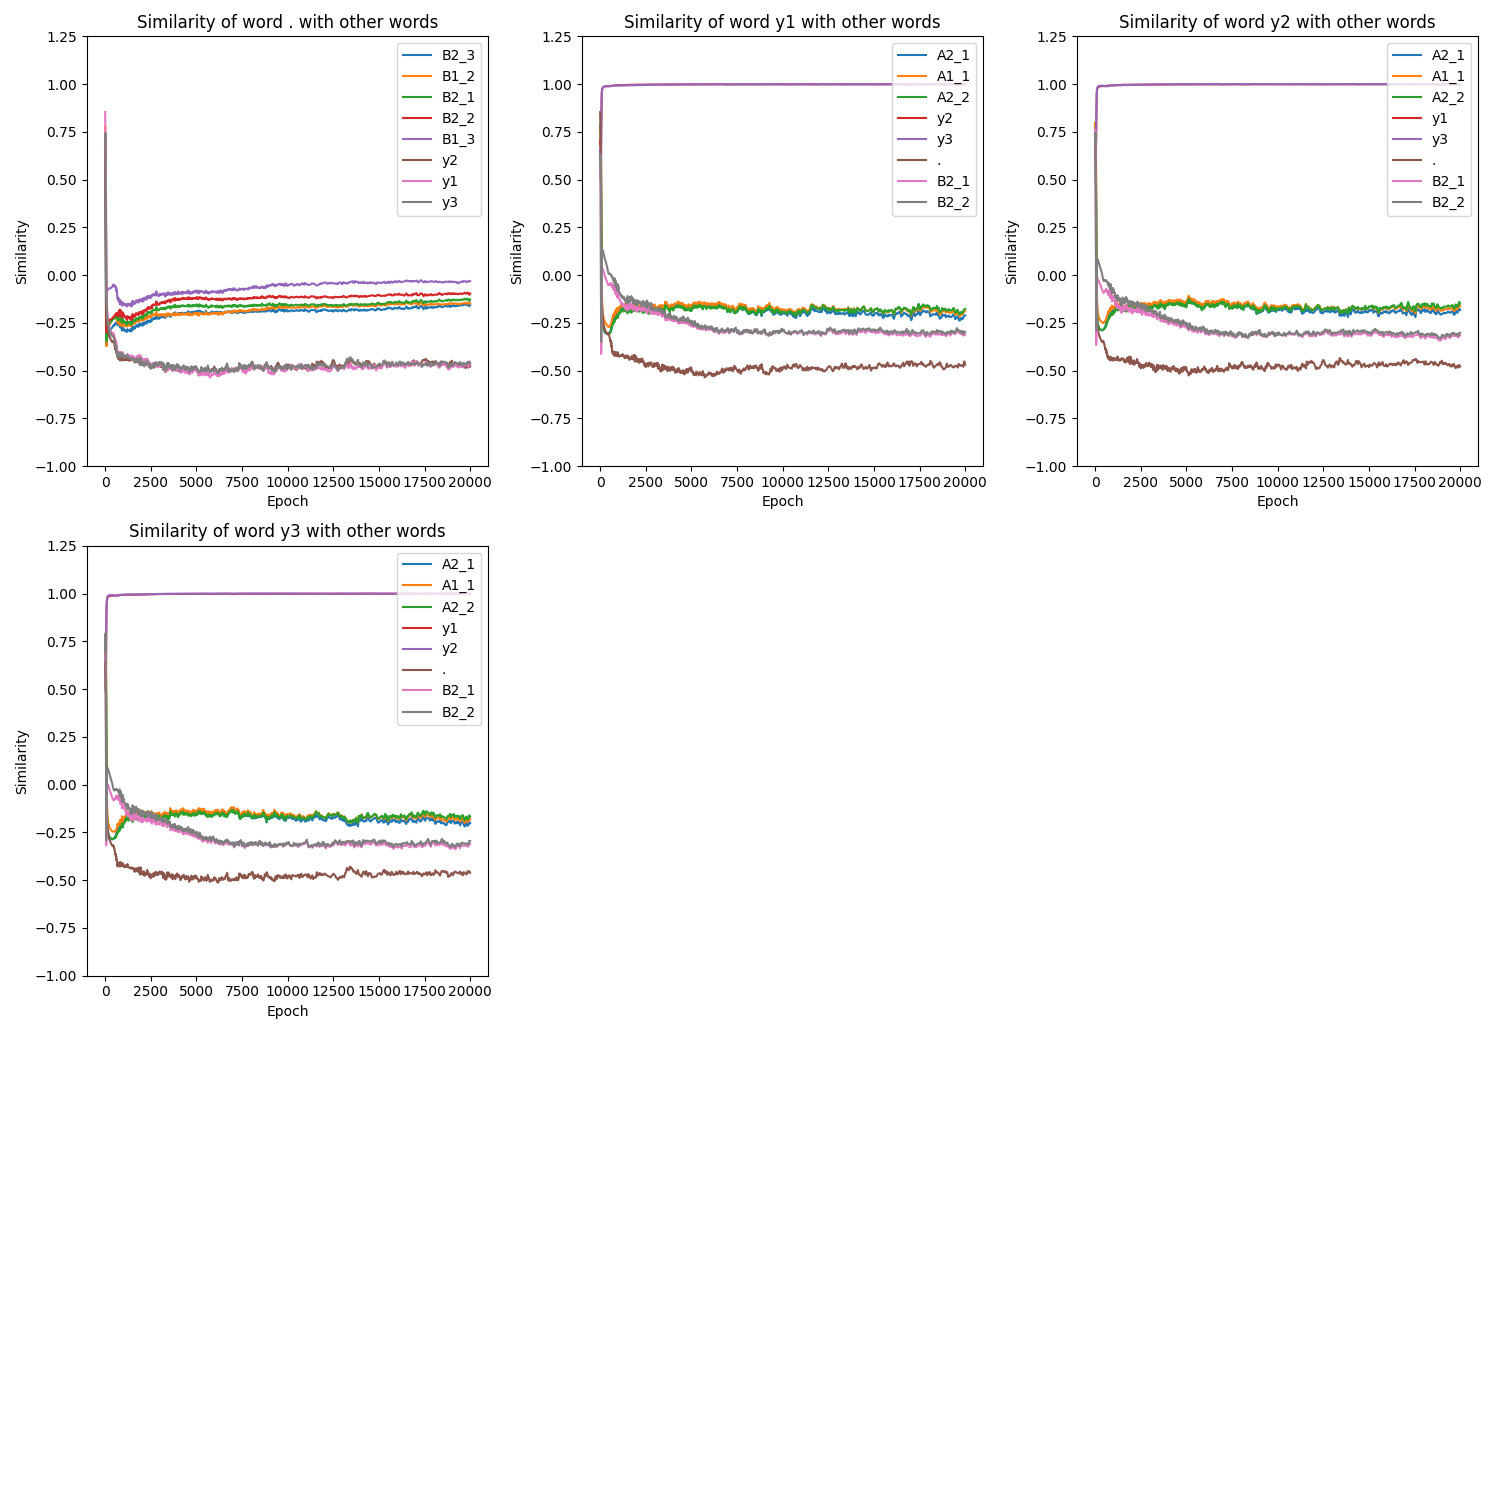 Similarity of word . with other words
1.25
1.00
0.75
0.50
0.25
0.00
−0.25
−0.50
−0.75
−1.00
Similarity
B2_3
B1_2
B2_1
B2_2
B1_3
y2
y1
y3
0 2500 5000 7500 10000 12500 15000 17500 20000
Epoch
Similarity of word y1 with other words
1.25
1.00
0.75
0.50
0.25
0.00
−0.25
−0.50
−0.75
−1.00
Similarity
A2_1
A1_1
A2_2
y2
y3
.
B2_1
B2_2
0 2500 5000 7500 10000 12500 15000 17500 20000
Epoch
Similarity of word y2 with other words
1.25
1.00
0.75
0.50
0.25
0.00
−0.25
−0.50
−0.75
−1.00
Similarity
A2_1
A1_1
A2_2
y1
y3
.
B2_1
B2_2
0 2500 5000 7500 10000 12500 15000 17500 20000
Epoch
Similarity of word y3 with other words
1.25
1.00
0.75
0.50
0.25
0.00
−0.25
−0.50
−0.75
−1.00
Similarity
A2_1
A1_1
A2_2
y1
y2
.
B2_1
B2_2
0 2500 5000 7500 10000 12500 15000 17500 20000
Epoch